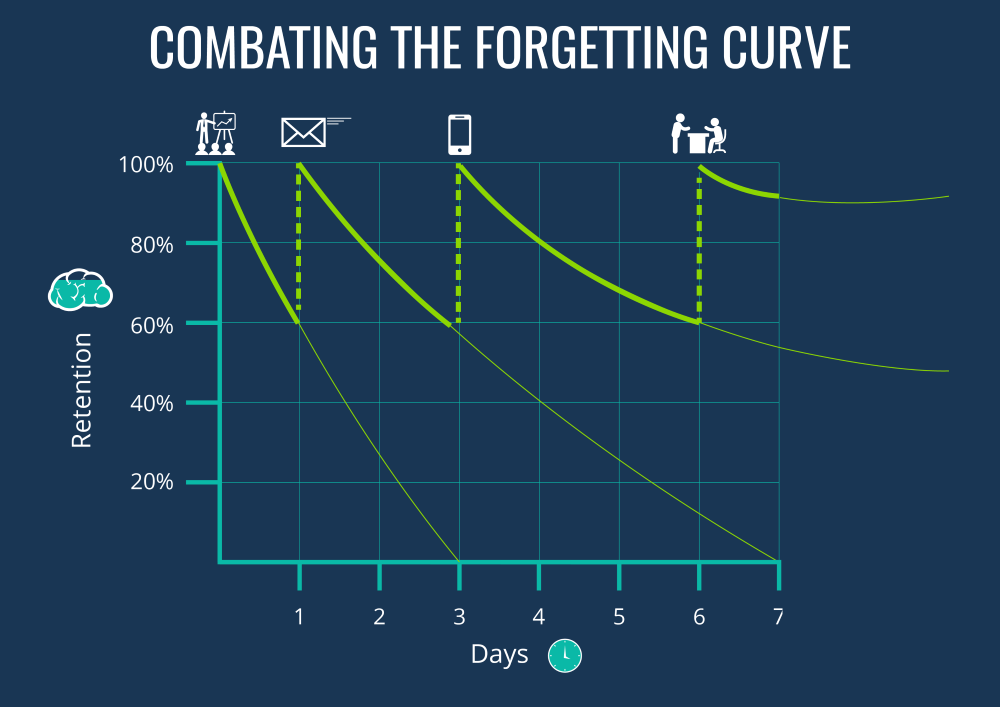 COMBATING THE FORGETTING CURVE
100%
80%
60%
40%
20%
Retention
1 2 3 4 5 6 7
Days